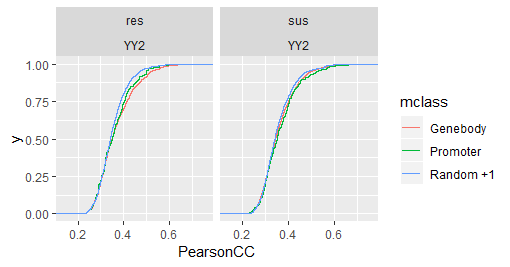 res
sus
YY2
YY2
1.00
0.75
0.50
0.25
0.00
y
0.2
0.4
0.6
0.2
0.4
0.6
PearsonCC
mclass
Genebody
Promoter
Random +1